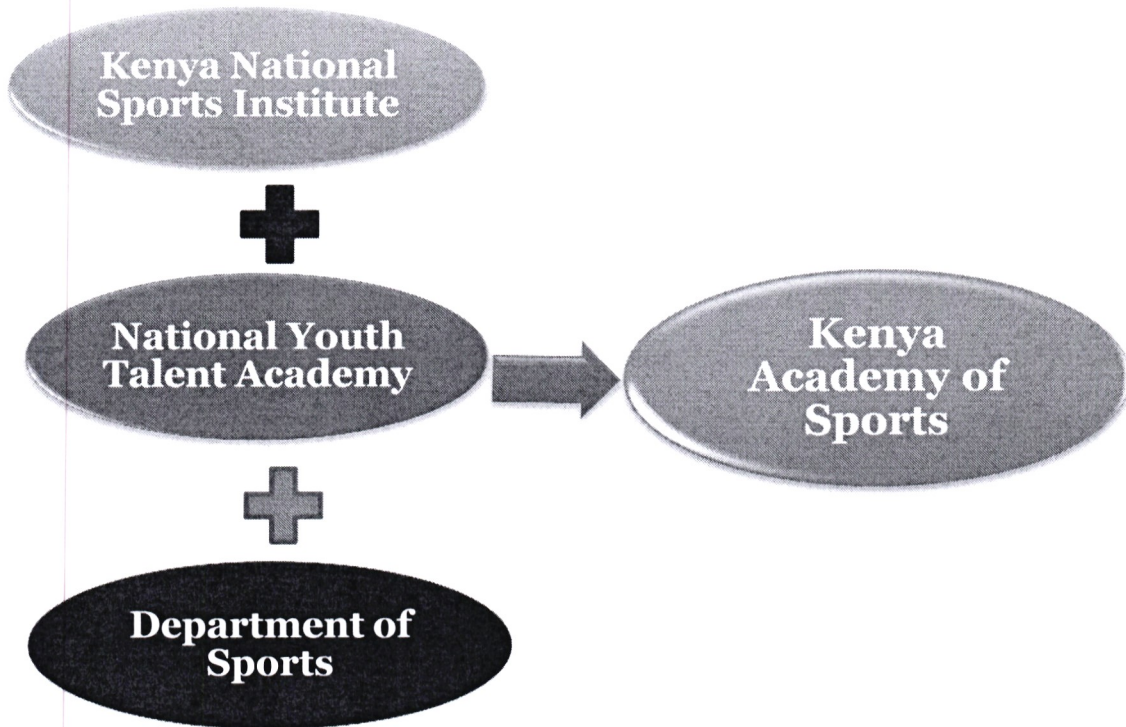 Kenya National
Sports Institute
National Youth
Talent Academy
Kenya
Academy of
Sports
Department of
Sports